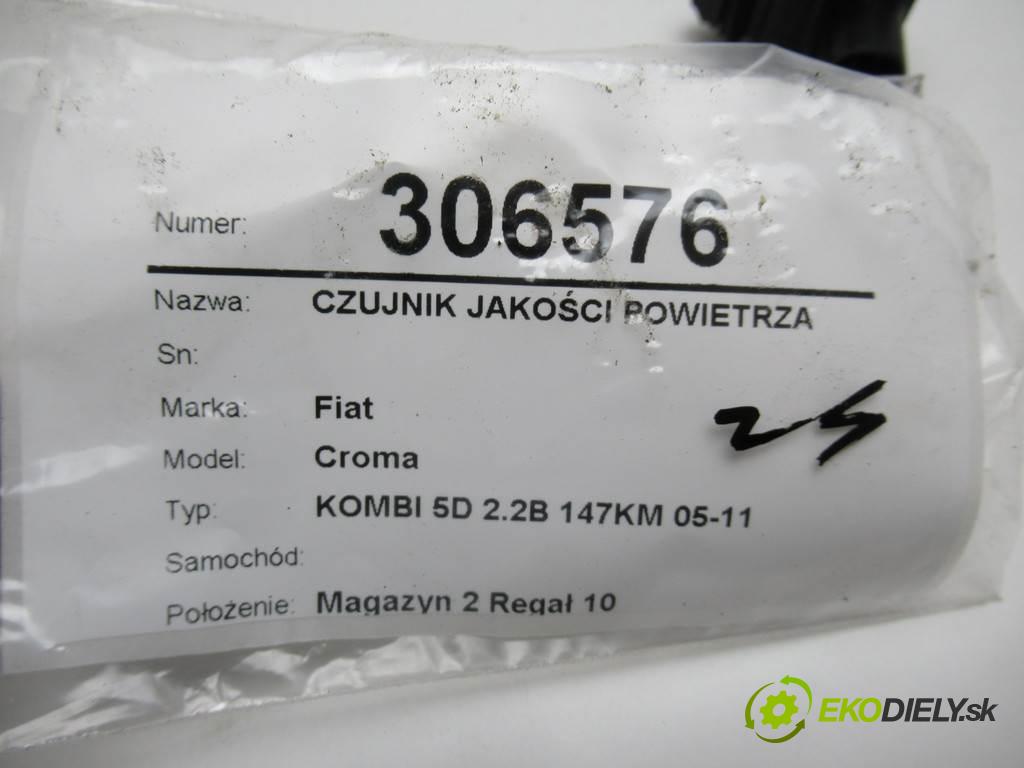 Numer: 306576
Nazwa: CZUJNIK JAKOŚCI POWIETRZA
Sn:
Marka: Fiat
24
Model: Croma
Typ: KOMBI 5D 2.2B 147KM 05-11
Samochód:
Położenie: Magazyn 2 Regał 10
EKODIELY.sk